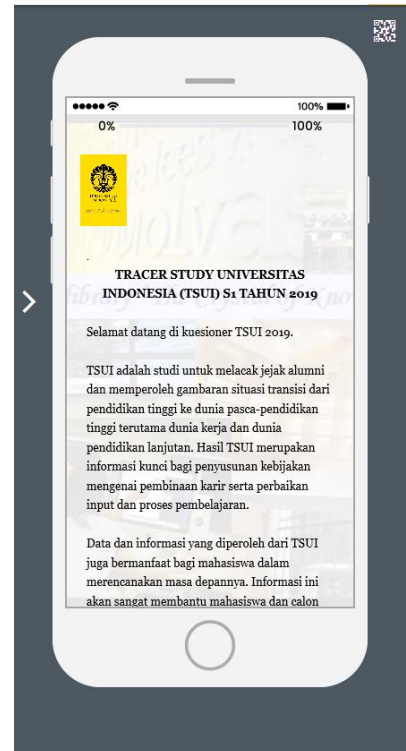 100%
0% 100%
TRACER STUDY UNIVERSITAS
INDONESIA (TSUI) S1 TAHUN 2019
Selamat datang di kuesioner TSUI 2019.
TSUI adalah studi untuk melacak jejak alumni
dan memperoleh gambaran situasi transisi dari
pendidikan tinggi ke dunia pasca-pendidikan
tinggi terutama dunia kerja dan dunia
pendidikan lanjutan. Hasil TSUI merupakan
informasi kunci bagi penyusunan kebijakan
mengenai pembinaan karir serta perbaikan
input dan proses pembelajaran.
Data dan informasi yang diperoleh dari TSUI
juga bermanfaat bagi mahasiswa dalam
merencanakan masa depannya. Informasi ini
akan sangat membantu mahasiswa dan calon